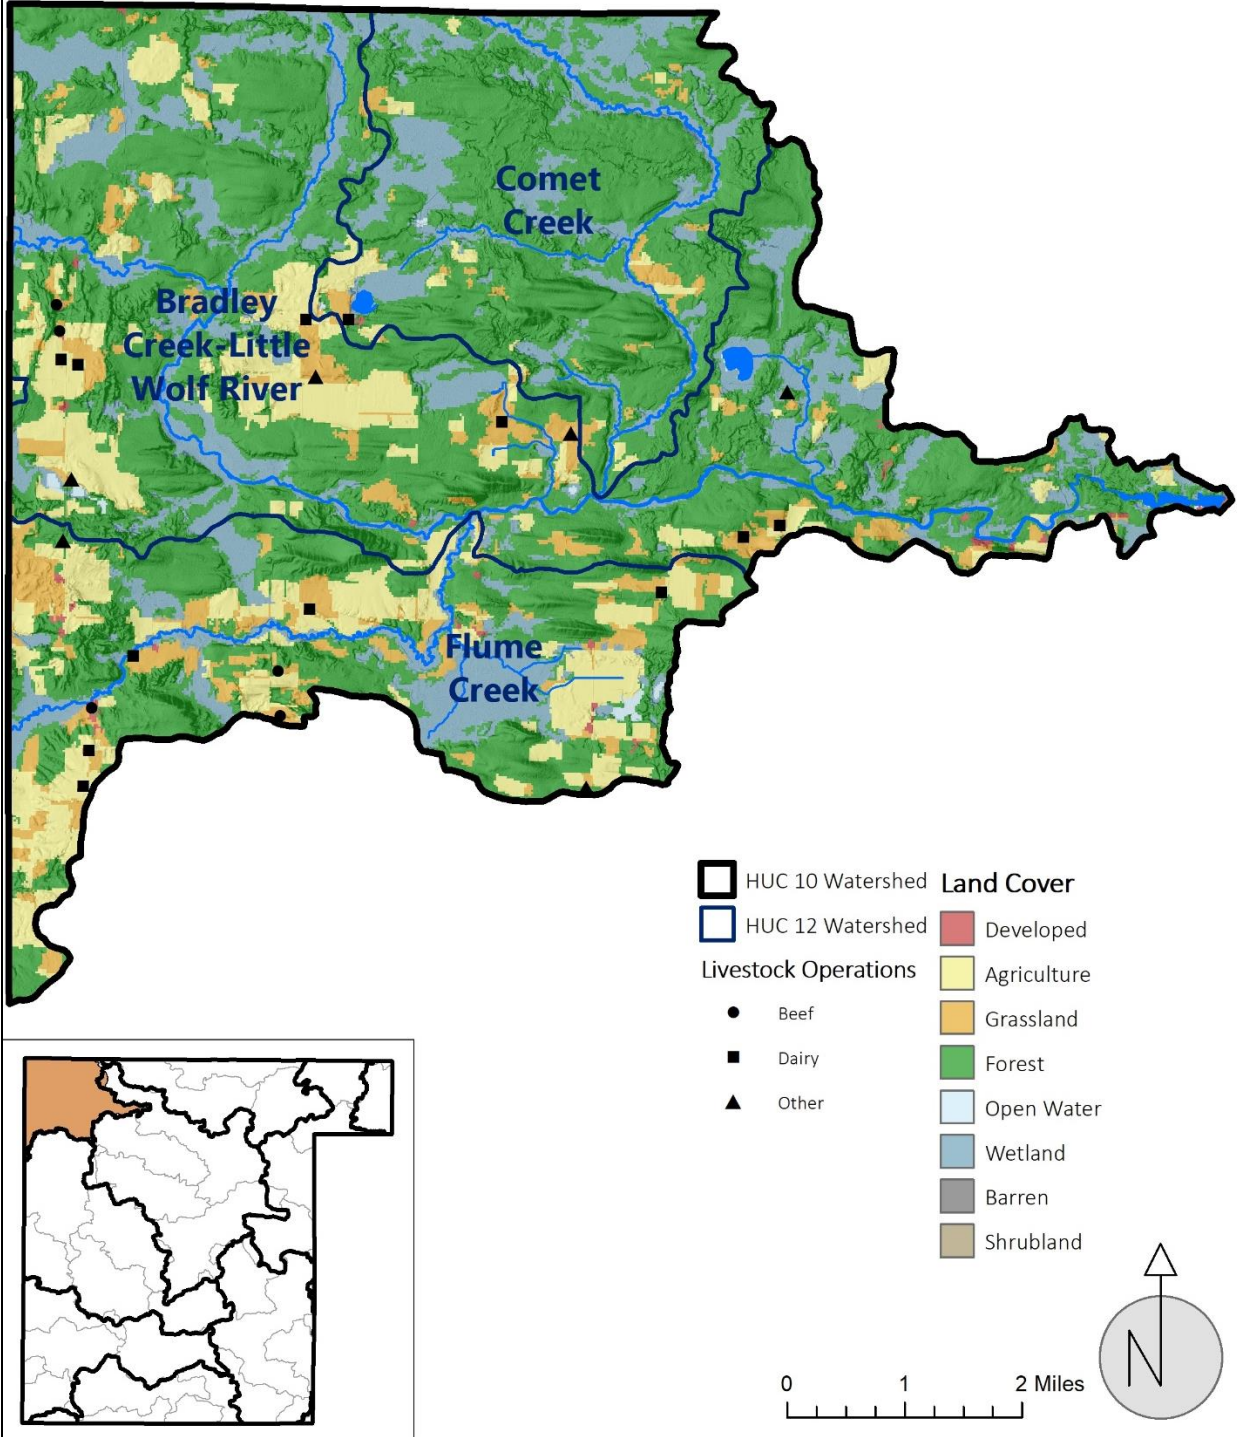 Comet
Creek
Bradley
Creek-Little
Wolf River
Flume
Creek
HUC 10 Watershed
HUC 12 Watershed
Livestock Operations
Beef
Dairy
Other
Land Cover
Developed
Agriculture
Grassland
Forest
Open Water
Wetland
Barren
Shrubland
N
0 1 2 Miles